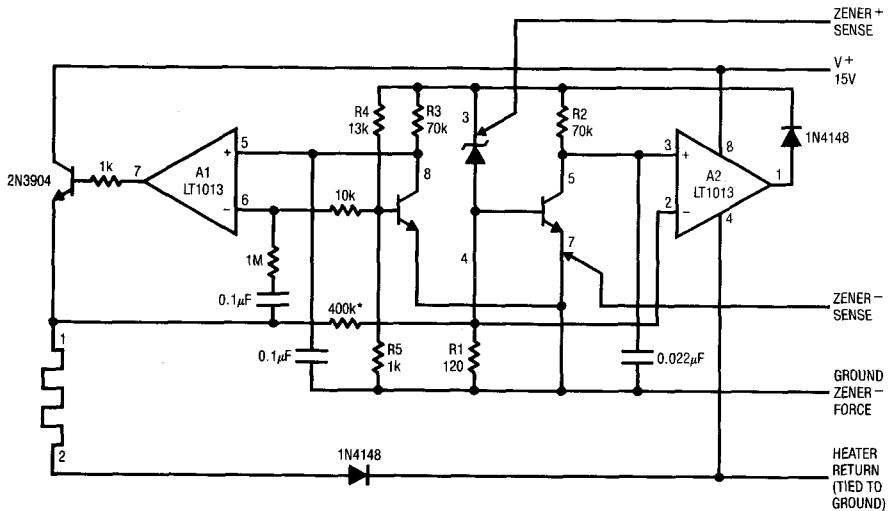 ZENER +
SENSE
V+
15V
R4
13k
R3
70k
3
R2
70k
1N4148
2N3904
1k
7
A1
LT1013
+
5
−
6
8
10k
5
3
+
8
A2
LT1013
1
2
−
4
4
7
1M
0.1µF
400k*
ZENER −
SENSE
1
0.1µF
R5
1k
R1
120
0.022µF
GROUND
ZENER −
FORCE
2
1N4148
HEATER
RETURN
(TIED TO
GROUND)